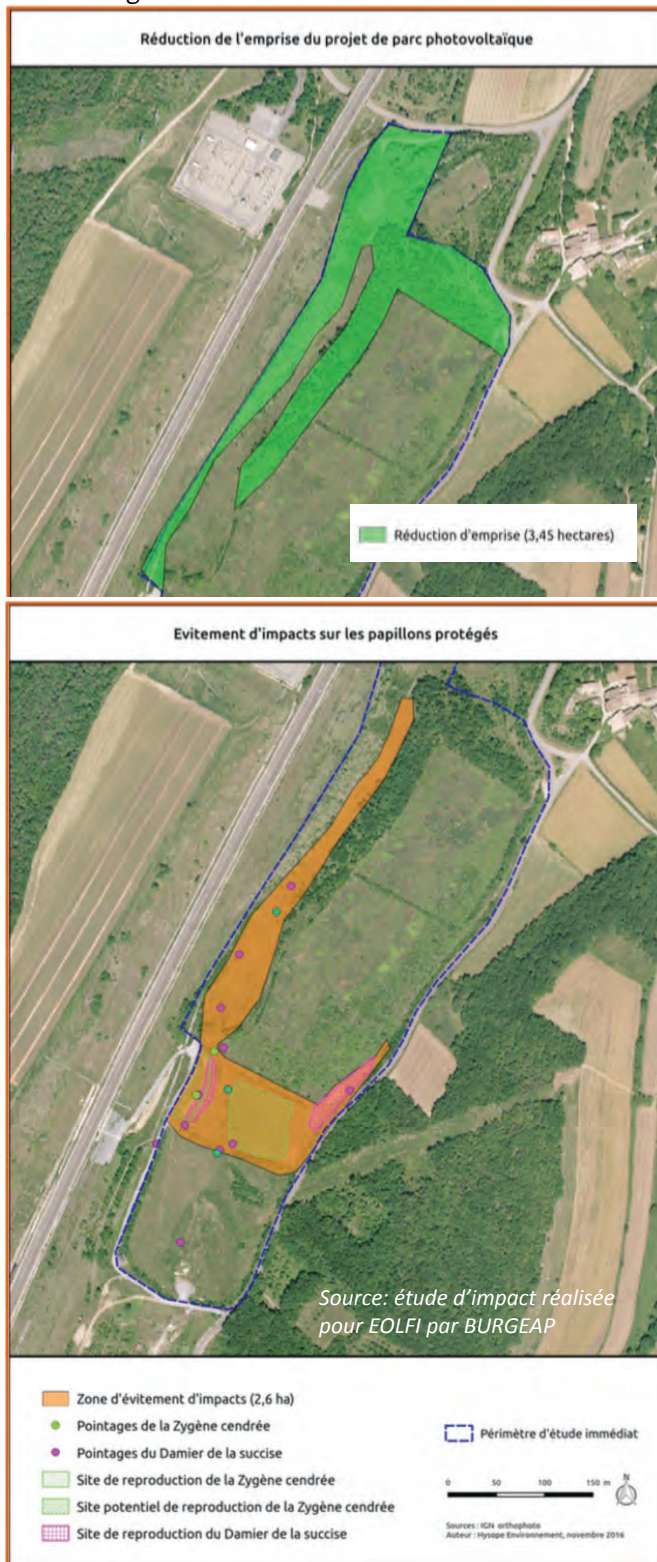 Réduction de l'emprise du projet de parc photovoltaïque
Réduction d'emprise (3,45 hectares)
Evitement d'impacts sur les papillons protégés
Source: étude d'impact réalisée
pour EOLFI par BURGEAP
Zone d'évitement d'impacts (2,6 ha)
Pointages de la Zygène cendrée
Pointages du Damier de la succise
Site de reproduction de la Zygène cendrée
Site potentiel de reproduction de la Zygène cendrée
Site de reproduction du Damier de la succise
Périmètre d'étude immédiat
0 50 100 150 m
N
Sources : IGN orthophoto
Auteur : Hysope Environnement, novembre 2016